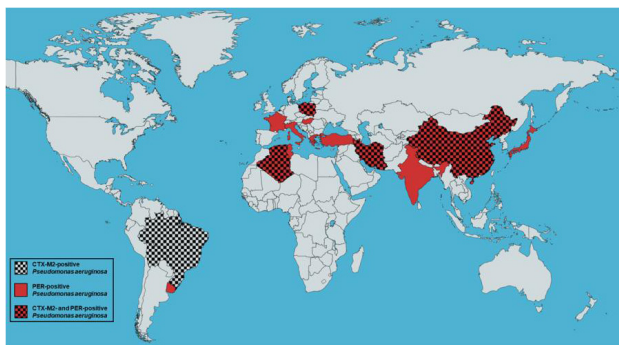 CTX-M2-positive
Pseudomonas aeruginosa
PER-positive
Pseudomonas aeruginosa
CTX-M2- and PER-positive
Pseudomonas aeruginosa